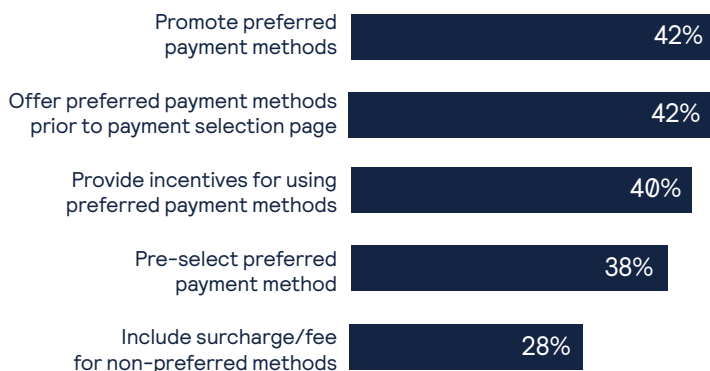 Promote preferred
payment methods
42%
Offer preferred payment methods
prior to payment selection page
42%
Provide incentives for using
preferred payment methods
40%
Pre-select preferred
payment method
38%
Include surcharge/fee
for non-preferred methods
28%